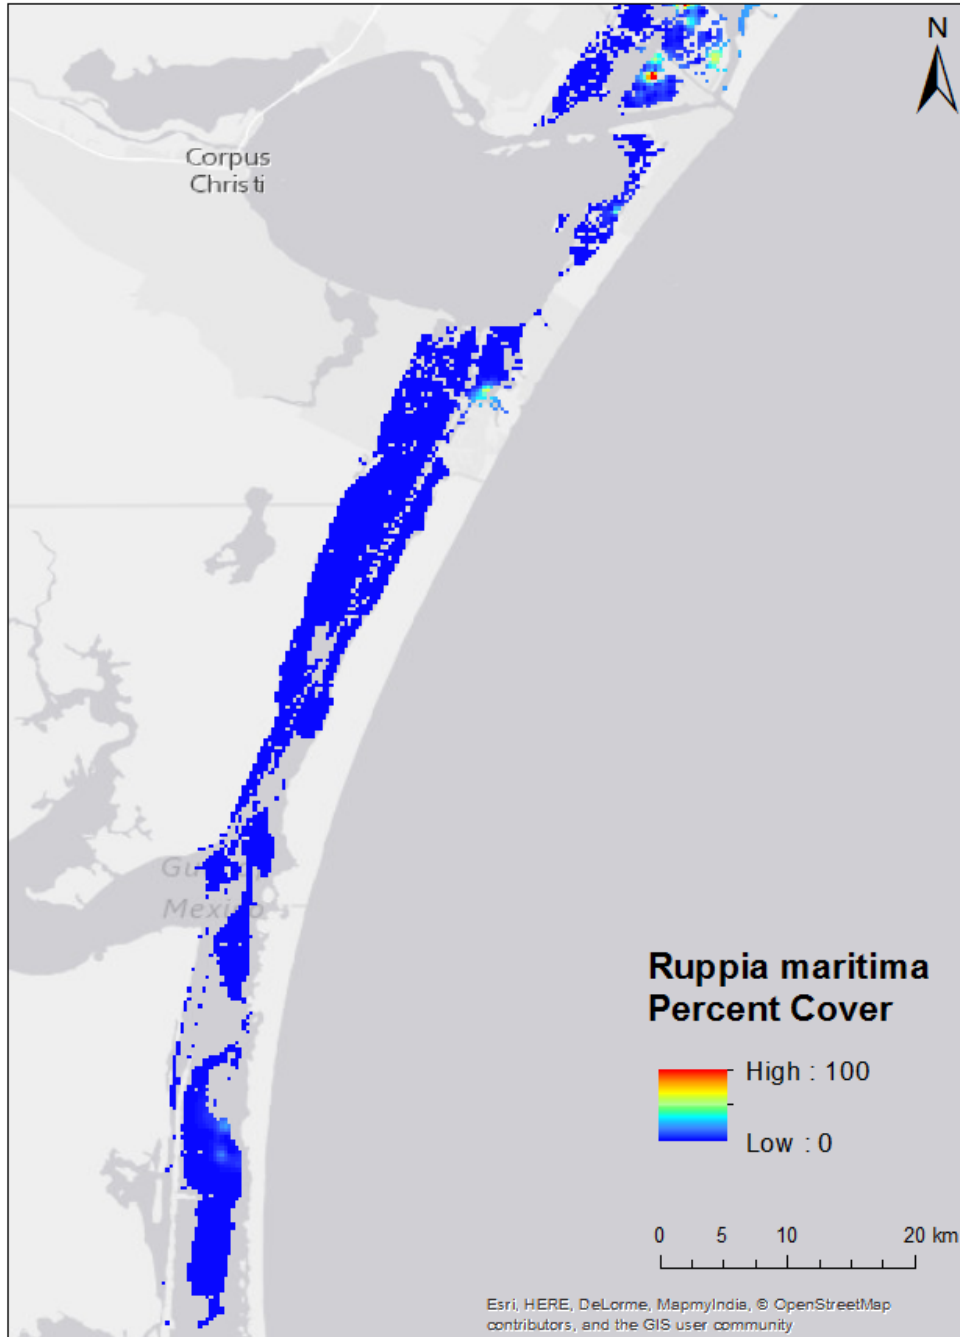 N
Corpus
Christi
Mexico
Ruppia maritima
Percent Cover
High : 100
Low : 0
0 5 10 20 km
Esri, HERE, DeLorme, MapmyIndia, © OpenStreetMap
contributors, and the GIS user community